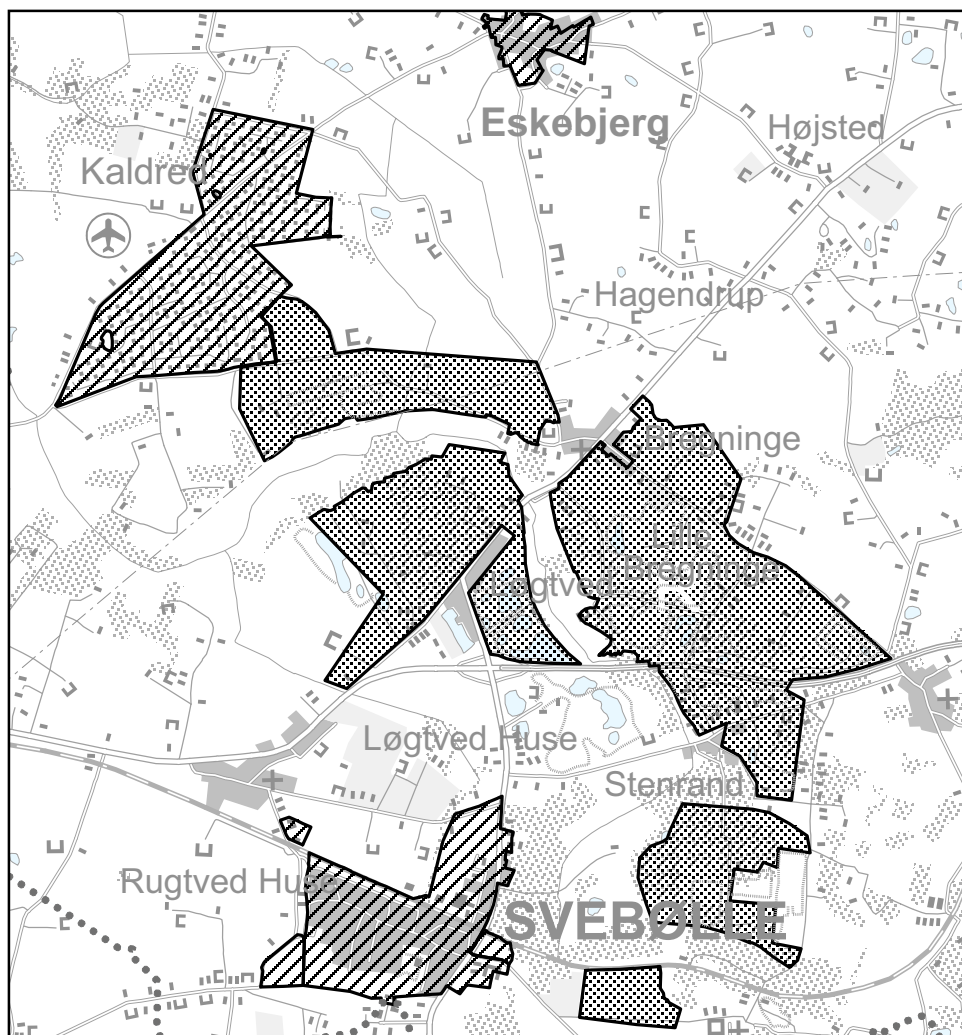 Eskebjerg
Højsted
Kaldred
Hagendrup
Bregninge
Lille
Bregninge
Løgtved
Løgtved Huse
Stenrand
Rugtved Huse
SVEBØLLE